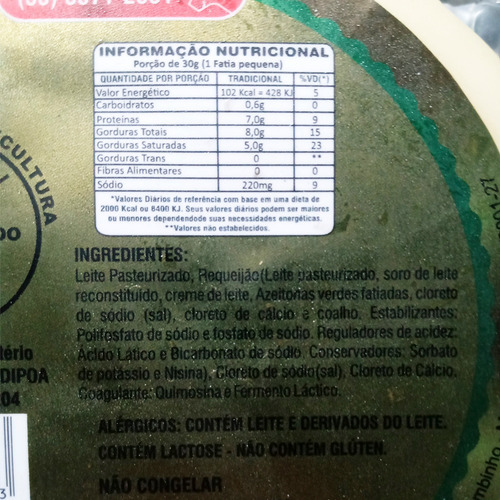 INFORMAÇÃO NUTRICIONAL
Porção de 30g (1 Fatia pequena)
QUANTIDADE POR PORÇÃO TRADICIONAL %VD(*)
Valor Energético 102 Kcal = 428 KJ 5
Carboidratos 0,6g 0
Proteinas 7,0g 9
Gorduras Totais 8,0g 15
Gorduras Saturadas 5,0g 23
Gorduras Trans 0 **
Fibras Alimentares 0 0
Sódio 220mg 9
*Valores Diários de referência com base em uma dieta de
2000 Kcal ou 8400 KJ. Seus valores diários podem ser maiores
ou menores dependendode suas necessidades energéticas.
**Valores não estabelecidos.
INGREDIENTES:
Leite Pasteurizado, Requeijão(Leite pasteurizado, soro de leite
reconstituído, creme de leite, Azeitonas verdes fatiadas, cloreto
de sódio (sal), cloreto de cálcio e coalho. Estabilizantes:
Polifosfato de sódio e fosfato de sódio. Reguladores de acidez:
Ácido Lático e Bicarbonato de sódio. Conservadores: Sorbato
de potássio e Nisina), Cloreto de sódio(sal), Cloreto de Cálcio.
Coagulante: Quimosina e Fermento Láctico.
ALÉRGICOS: CONTÉM LEITE E DERIVADOS DO LEITE.
CONTÉM LACTOSE - NÃO CONTÉM GLÚTEN.
NÃO CONGELAR
ICULTURA
DO
tério
DIPOA
04
3